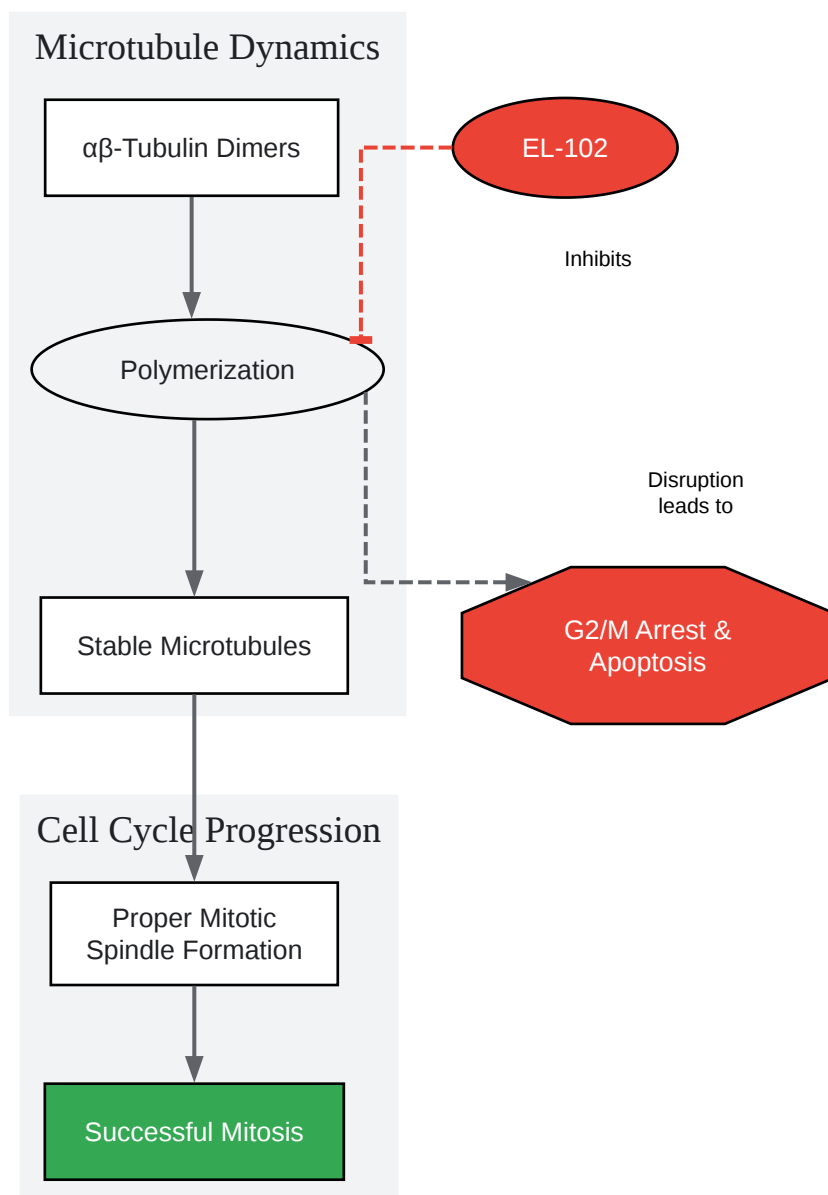 Microtubule Dynamics
αβ-Tubulin Dimers
EL-102
Inhibits
Polymerization
Disruption
leads to
G2/M Arrest &
Apoptosis
Stable Microtubules
Cell Cycle Progression
Proper Mitotic
Spindle Formation
Successful Mitosis